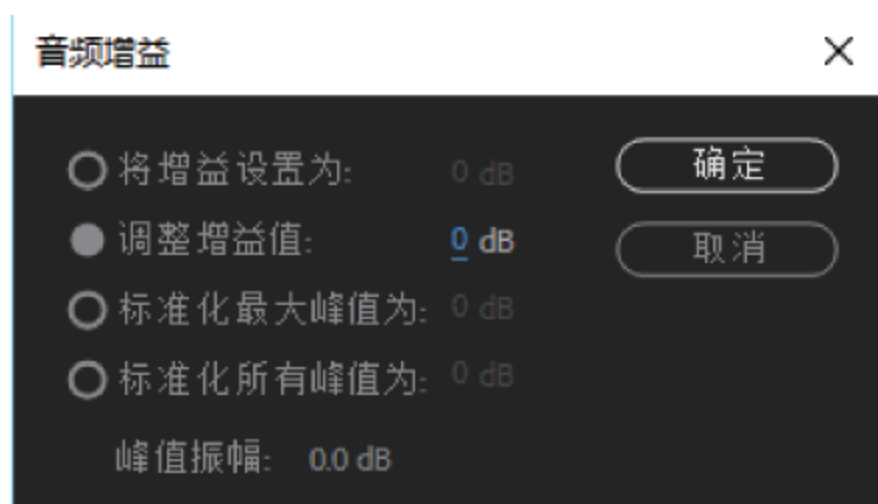 音频增益
将增益设置为: 0 dB
确定
调整增益值: 0 dB
取消
标准化最大峰值为: 0 dB
标准化所有峰值为: 0 dB
峰值振幅: 0.0 dB